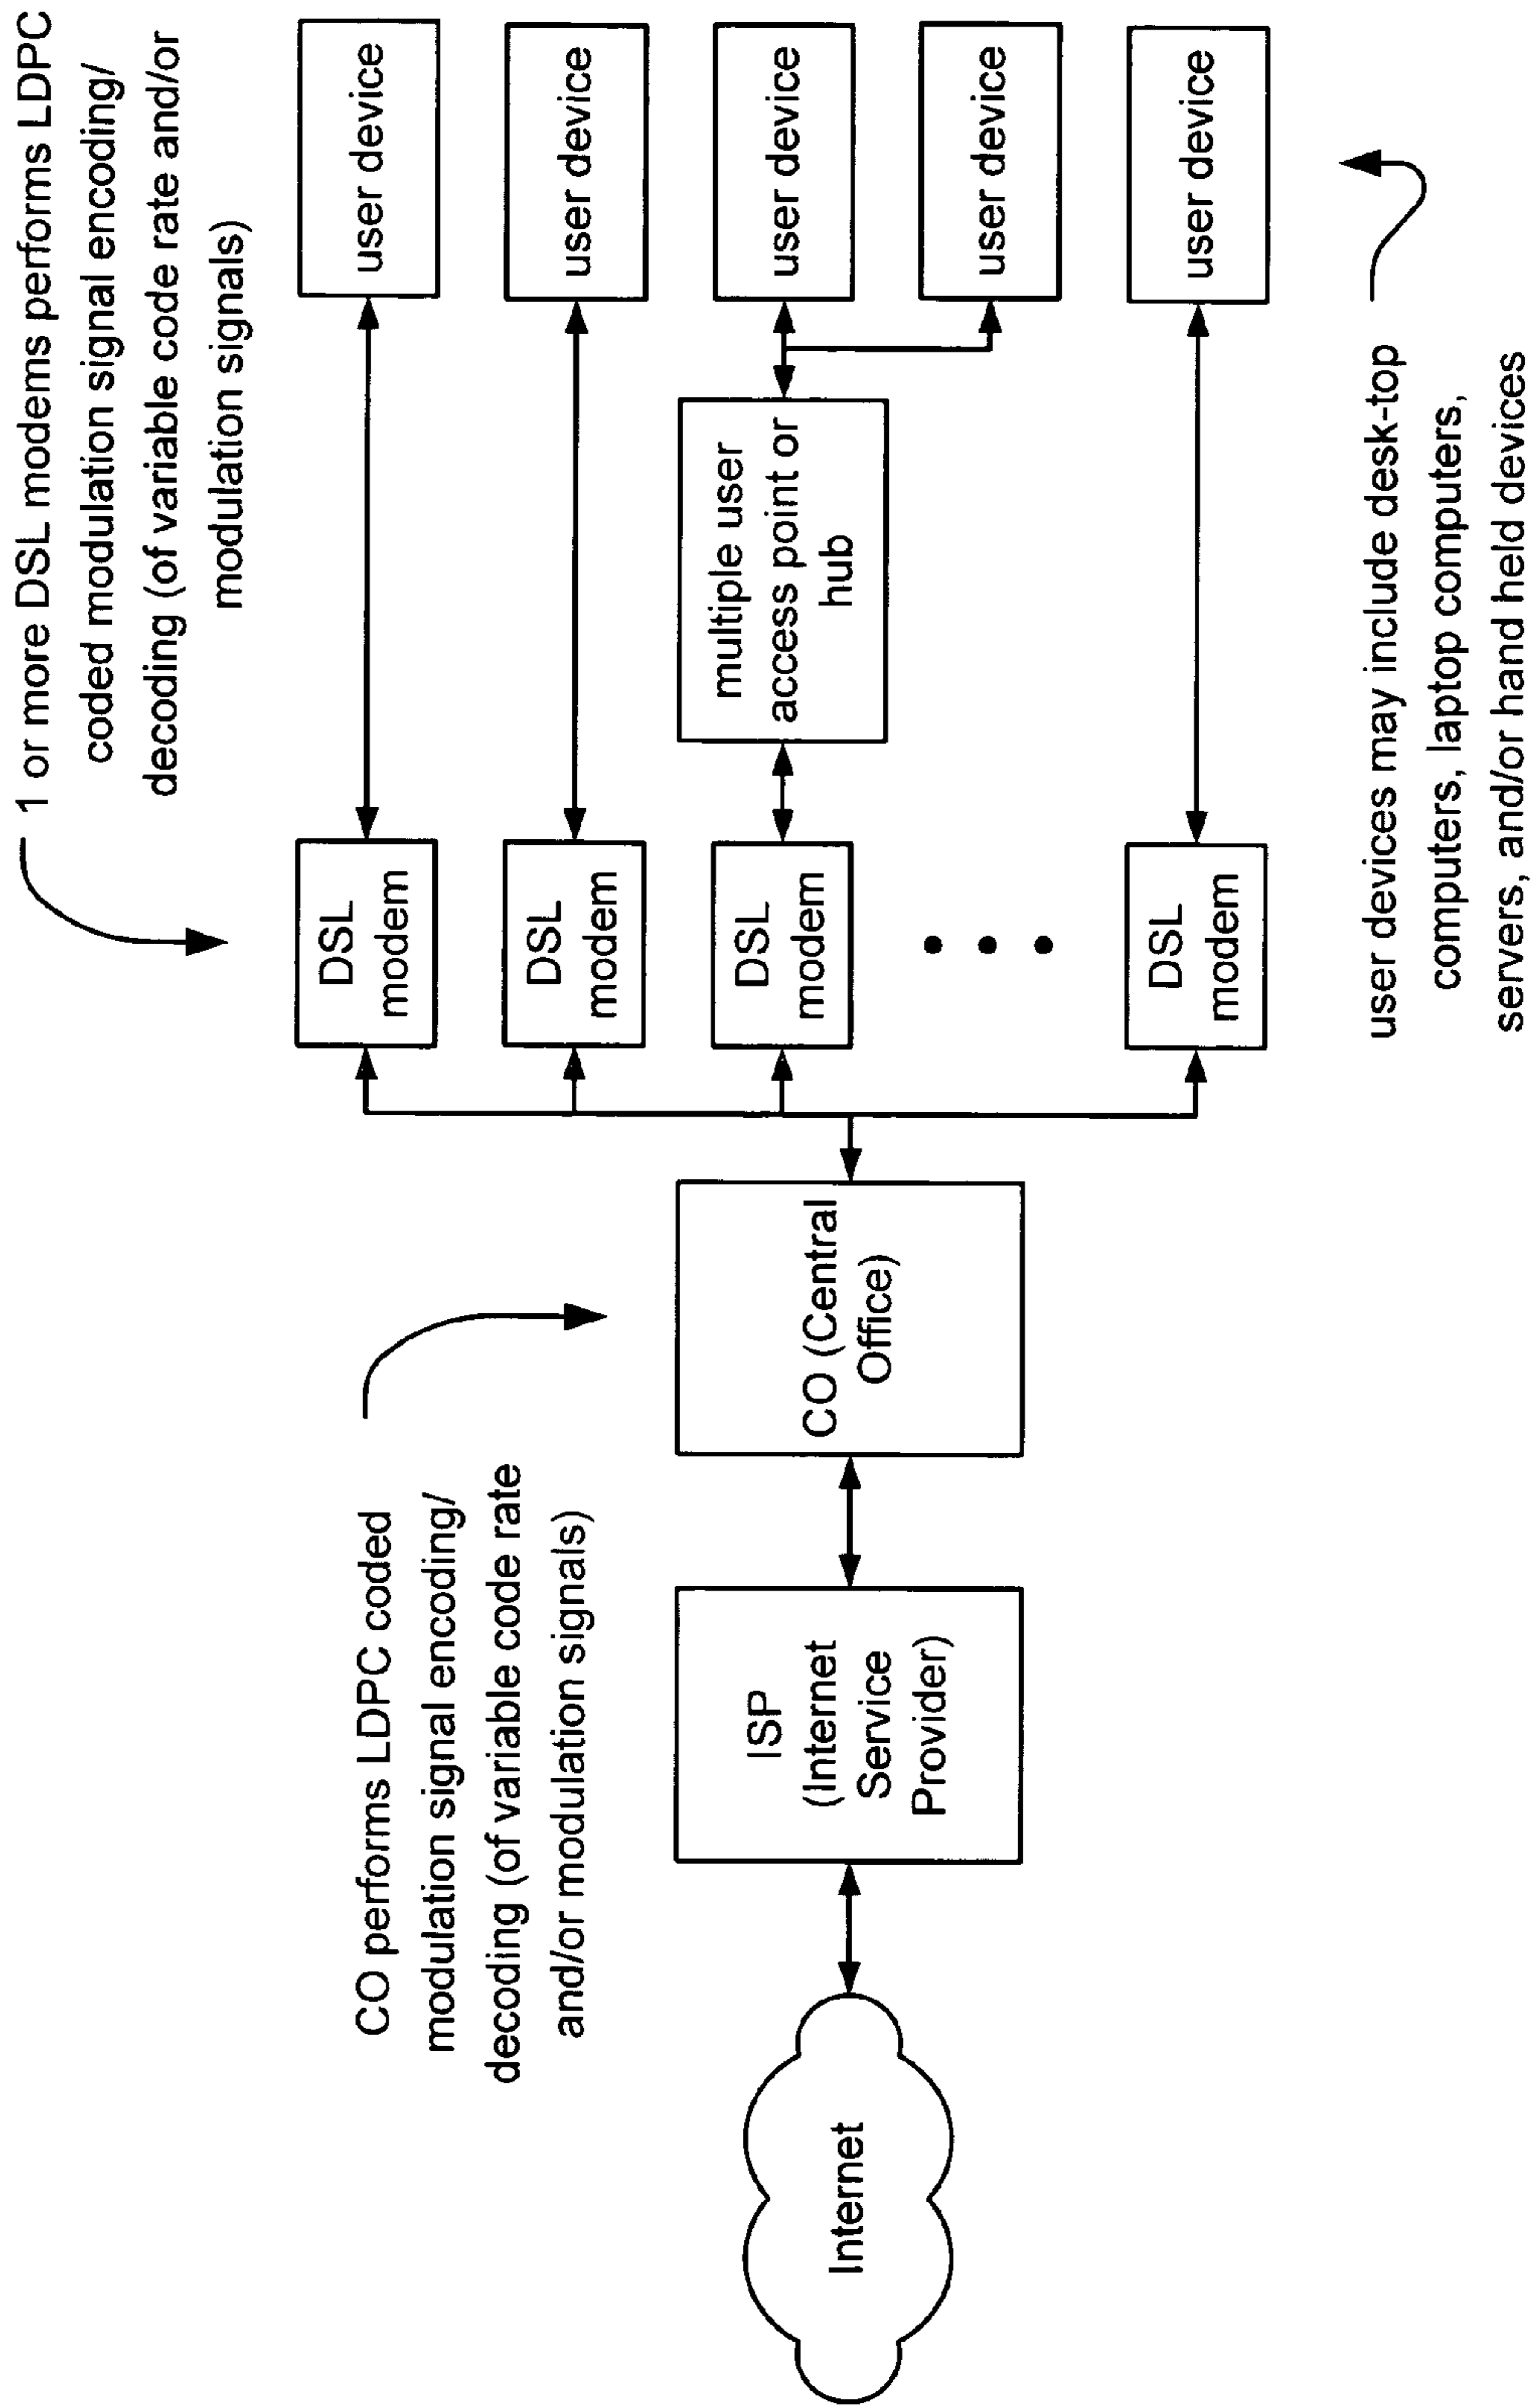 1 or more DSL modems performs LDPC
coded modulation signal encoding/
decoding (of variable code rate and/or
modulation signals)
CO performs LDPC coded
modulation signal encoding/
decoding (of variable code rate
and/or modulation signals)
Internet
ISP
(Internet
Service
Provider)
CO (Central
Office)
DSL
modem
user device
DSL
modem
user device
DSL
modem
multiple user
access point or
hub
user device
user device
DSL
modem
user device
user devices may include desk-top
computers, laptop computers,
servers, and/or hand held devices